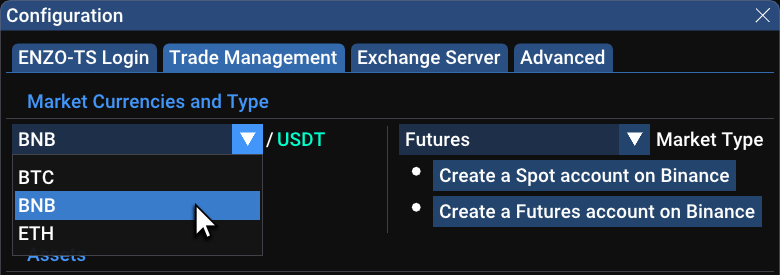 Configuration
ENZO-TS Login Trade Management Exchange Server Advanced
Market Currencies and Type
BNB / USDT Futures Market Type
BTC
BNB
ETH
Create a Spot account on Binance
Create a Futures account on Binance
Assets